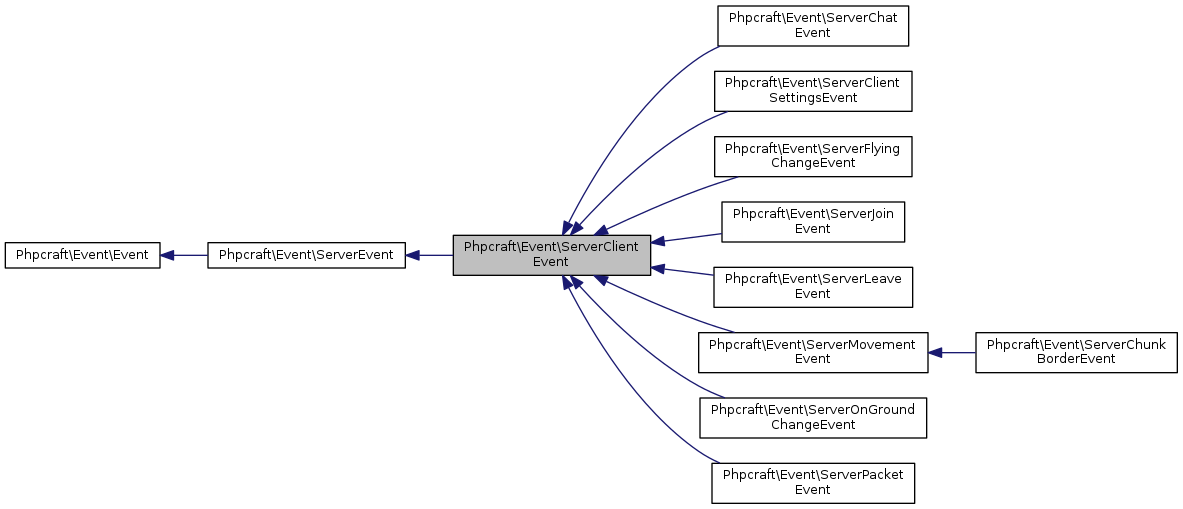 Phpcraft\Event\ServerChat
Event
Phpcraft\Event\ServerClient
SettingsEvent
Phpcraft\Event\ServerFlying
ChangeEvent
Phpcraft\Event\ServerJoin
Event
Phpcraft\Event\Event
Phpcraft\Event\ServerEvent
Phpcraft\Event\ServerClient
Event
Phpcraft\Event\ServerLeave
Event
Phpcraft\Event\ServerMovement
Event
Phpcraft\Event\ServerChunk
BorderEvent
Phpcraft\Event\ServerOnGround
ChangeEvent
Phpcraft\Event\ServerPacket
Event